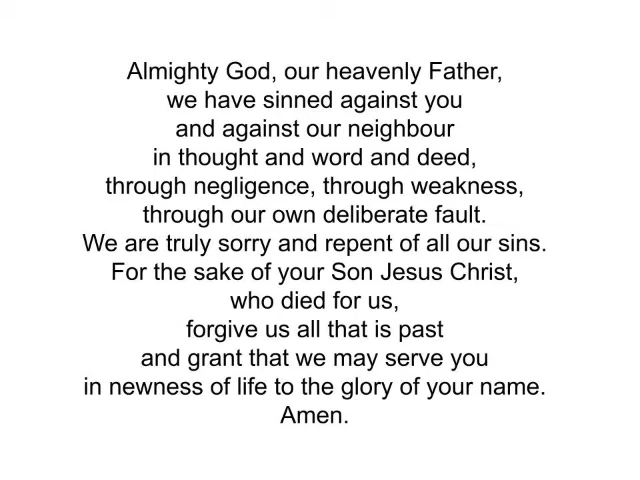 Almighty God, our heavenly Father,
we have sinned against you
and against our neighbour
in thought and word and deed,
through negligence, through weakness,
through our own deliberate fault.
We are truly sorry and repent of all our sins.
For the sake of your Son Jesus Christ,
who died for us,
forgive us all that is past
and grant that we may serve you
in newness of life to the glory of your name.
Amen.